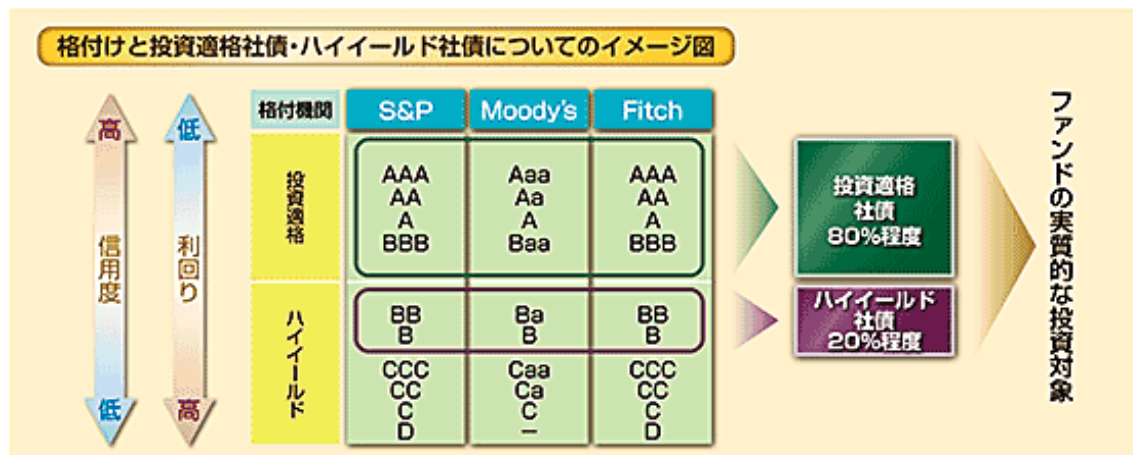 格付けと投資適格社債・ハイイールド社債についてのイメージ図
高
信用度
低
低
利回り
高
格付機関 S&P Moody's Fitch
投資適格
AAA Aaa AAA
AA Aa AA
A A A
BBB Baa BBB
ハイイールド
BB Ba BB
B B B
CCC Caa CCC
CC Ca CC
C C C
D – D
投資適格
社債
80%程度
ハイイールド
社債
20%程度
ファンドの実質的な投資対象